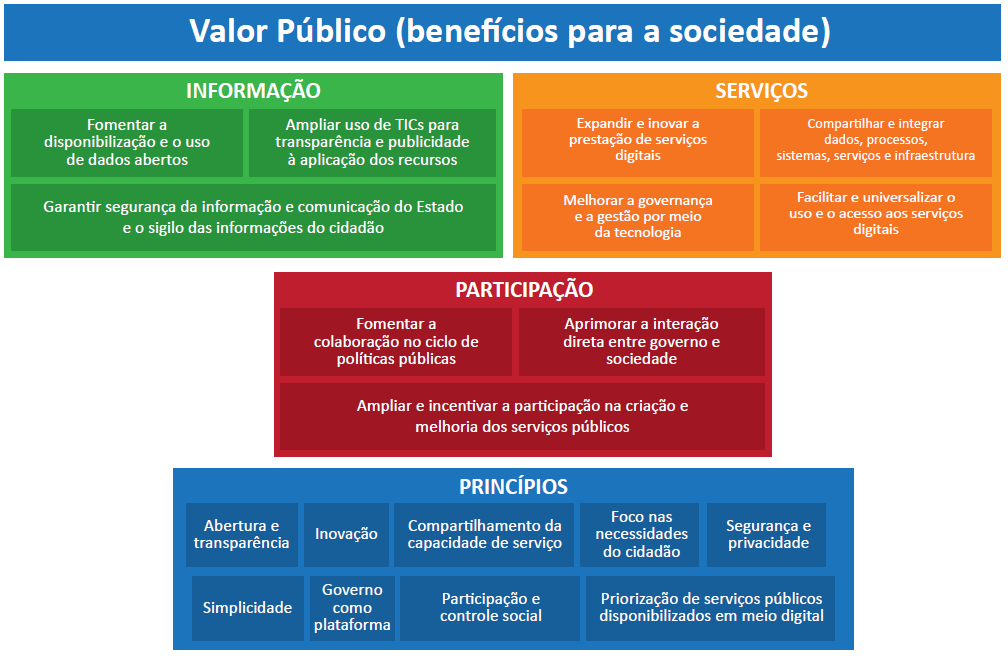 Valor Público (benefícios para a sociedade)
INFORMAÇÃO
Fomentar a
disponibilização e o uso
de dados abertos
Ampliar uso de TICs para
transparência e publicidade
à aplicação dos recursos
Garantir segurança da informação e comunicação do Estado
e o sigilo das informações do cidadão
SERVIÇOS
Expandir e inovar a
prestação de serviços
digitais
Compartilhar e integrar
dados, processos,
sistemas, serviços e infraestrutura
Melhorar a governança
e a gestão por meio
da tecnologia
Facilitar e universalizar o
uso e o acesso aos serviços
digitais
PARTICIPAÇÃO
Fomentar a
colaboração no ciclo de
políticas públicas
Aprimorar a interação
direta entre governo e
sociedade
Ampliar e incentivar a participação na criação e
melhoria dos serviços públicos
PRINCÍPIOS
Abertura e
transparência
Inovação
Compartilhamento da
capacidade de serviço
Foco nas
necessidades
do cidadão
Segurança e
privacidade
Simplicidade
Governo
como
plataforma
Participação e
controle social
Priorização de serviços públicos
disponibilizados em meio digital